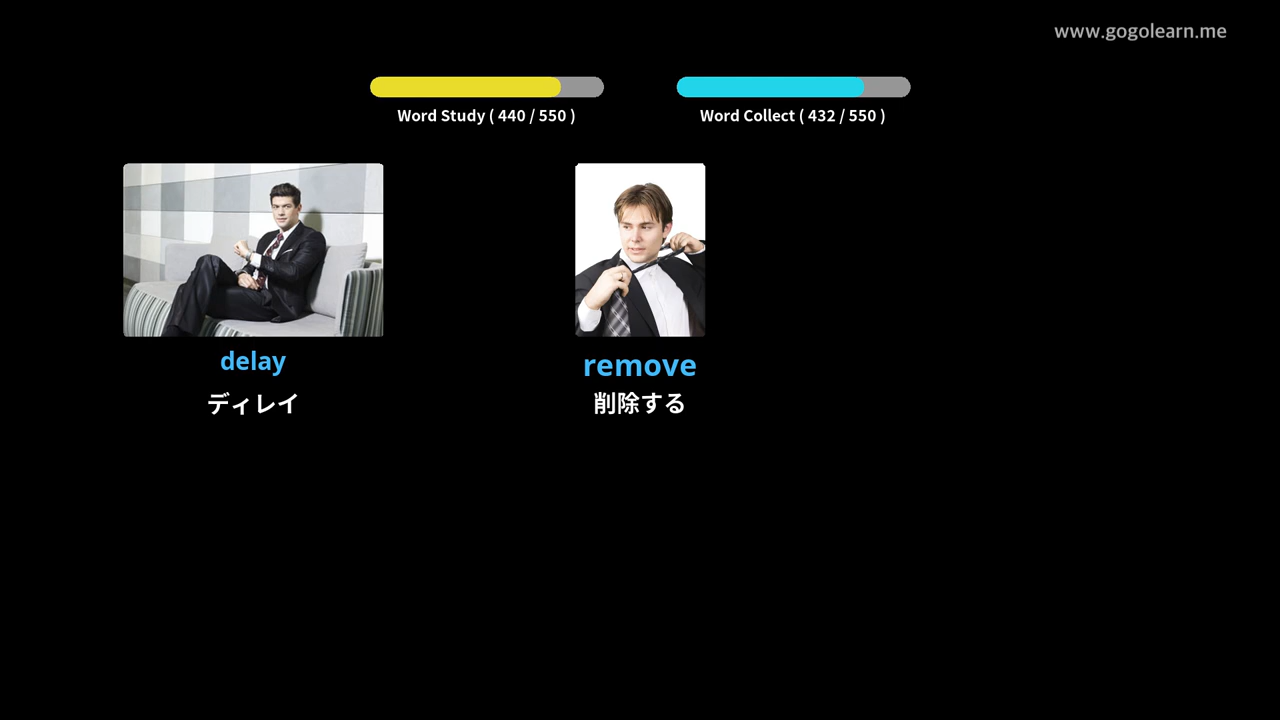 www.gogolearn.me
Word Study ( 440 / 550 )
Word Collect ( 432 / 550 )
delay
ディレイ
remove
削除する